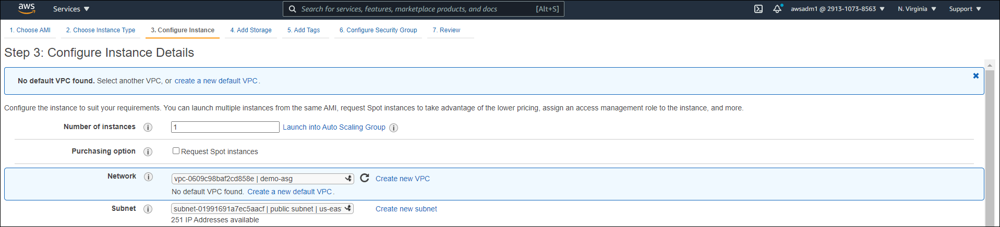 aws Services Search for services, features, marketplace products, and docs [Alt+S] awsadm1 @ 2913-1073-8563 N. Virginia Support
1. Choose AMI 2. Choose Instance Type 3. Configure Instance 4. Add Storage 5. Add Tags 6. Configure Security Group 7. Review
Step 3: Configure Instance Details
No default VPC found. Select another VPC, or create a new default VPC.
Configure the instance to suit your requirements. You can launch multiple instances from the same AMI, request Spot instances to take advantage of the lower pricing, assign an access management role to the instance, and more.
Number of instances i 1 Launch into Auto Scaling Group i
Purchasing option i Request Spot instances
Network i vpc-0609c98baf2cd858e | demo-asg Create new VPC
No default VPC found. Create a new default VPC.
Subnet i subnet-01991691a7ec5aacf | public subnet | us-eas Create new subnet
251 IP Addresses available